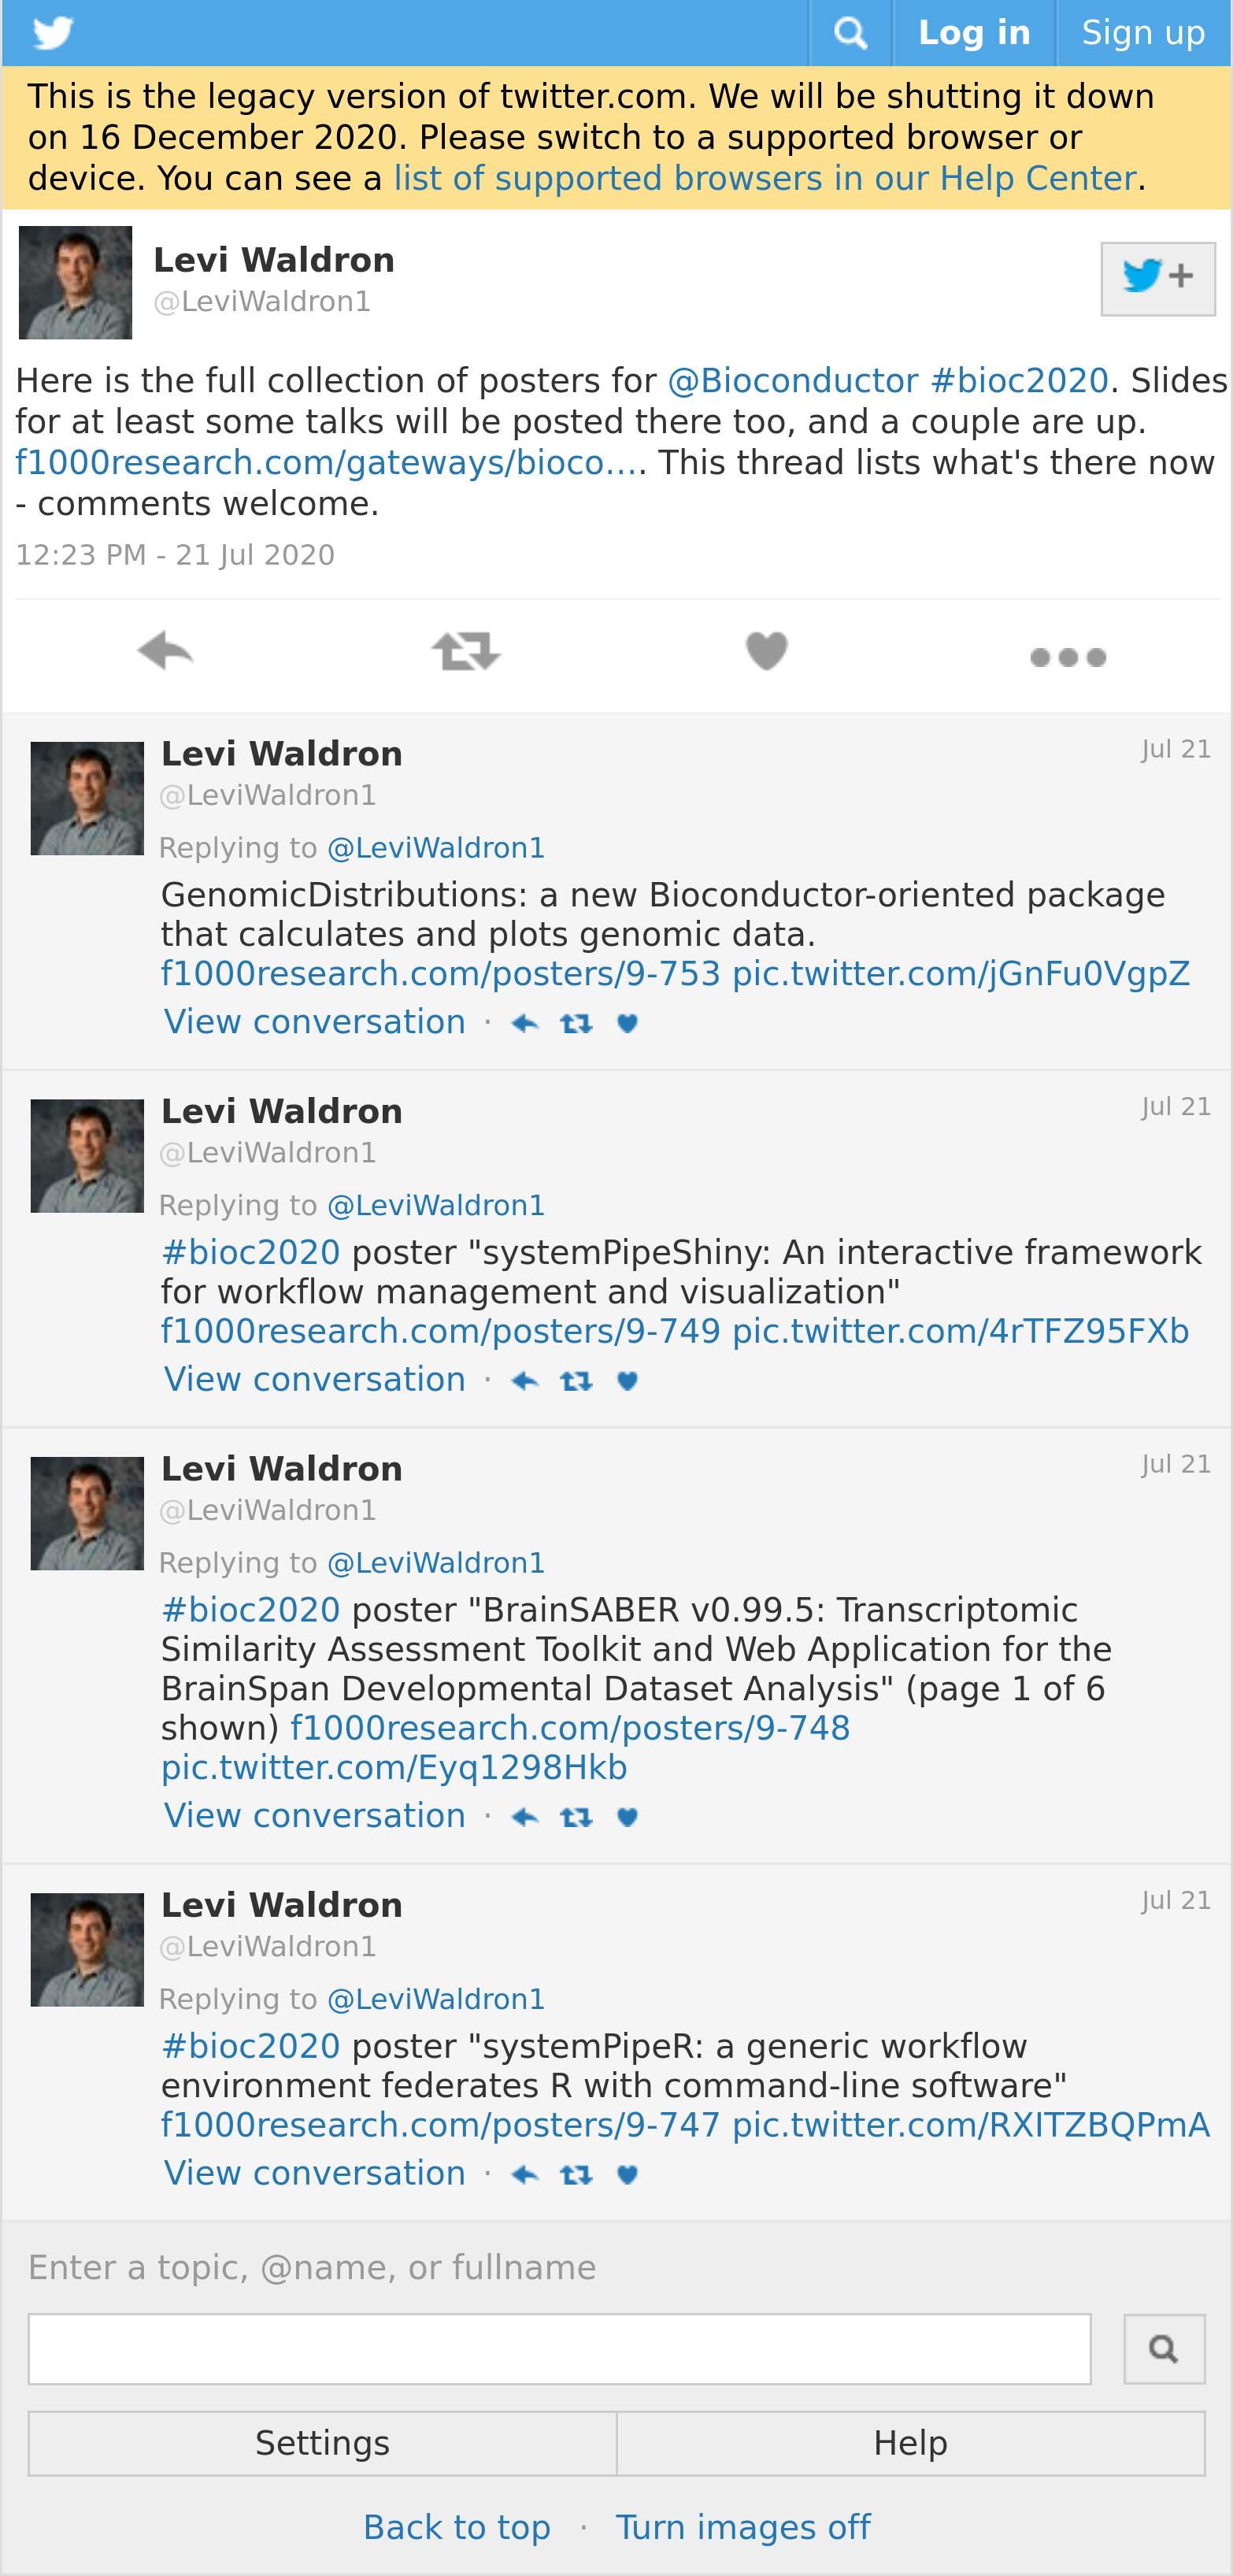 Log in
Sign up
This is the legacy version of twitter.com. We will be shutting it down
on 16 December 2020. Please switch to a supported browser or
device. You can see a list of supported browsers in our Help Center.
Levi Waldron
@LeviWaldron1
+
Here is the full collection of posters for @Bioconductor #bioc2020. Slides
for at least some talks will be posted there too, and a couple are up.
f1000research.com/gateways/bioco…. This thread lists what's there now
- comments welcome.
12:23 PM - 21 Jul 2020
Levi Waldron
Jul 21
@LeviWaldron1
Replying to @LeviWaldron1
GenomicDistributions: a new Bioconductor-oriented package
that calculates and plots genomic data.
f1000research.com/posters/9-753 pic.twitter.com/jGnFu0VgpZ
View conversation ·
Levi Waldron
Jul 21
@LeviWaldron1
Replying to @LeviWaldron1
#bioc2020 poster "systemPipeShiny: An interactive framework
for workflow management and visualization"
f1000research.com/posters/9-749 pic.twitter.com/4rTFZ95FXb
View conversation ·
Levi Waldron
Jul 21
@LeviWaldron1
Replying to @LeviWaldron1
#bioc2020 poster "BrainSABER v0.99.5: Transcriptomic
Similarity Assessment Toolkit and Web Application for the
BrainSpan Developmental Dataset Analysis" (page 1 of 6
shown) f1000research.com/posters/9-748
pic.twitter.com/Eyq1298Hkb
View conversation ·
Levi Waldron
Jul 21
@LeviWaldron1
Replying to @LeviWaldron1
#bioc2020 poster "systemPipeR: a generic workflow
environment federates R with command-line software"
f1000research.com/posters/9-747 pic.twitter.com/RXITZBQPmA
View conversation ·
Enter a topic, @name, or fullname
Settings
Help
Back to top · Turn images off